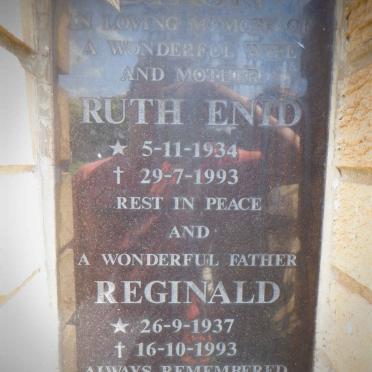 IN LOVING MEMORY OF
A WONDERFUL WIFE
AND MOTHER
RUTH ENID
★ 5-11-1934
† 29-7-1993
REST IN PEACE
AND
A WONDERFUL FATHER
REGINALD
★ 26-9-1937
† 16-10-1993
ALWAYS REMEMBERED